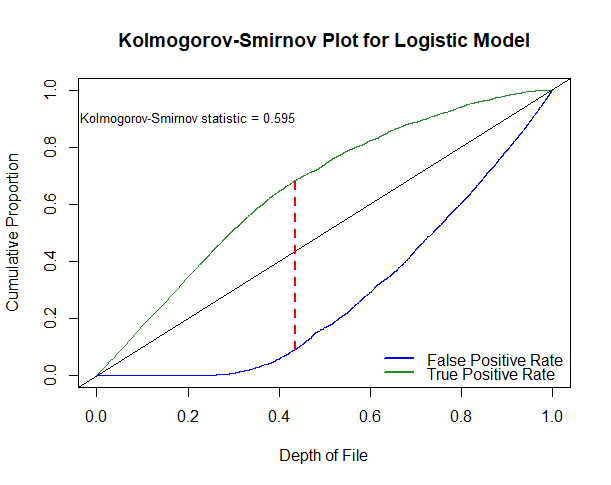 Kolmogorov-Smirnov Plot for Logistic Model
Kolmogorov-Smirnov statistic = 0.595
Cumulative Proportion
1.0
0.8
0.6
0.4
0.2
0.0
False Positive Rate
True Positive Rate
0.0 0.2 0.4 0.6 0.8 1.0
Depth of File